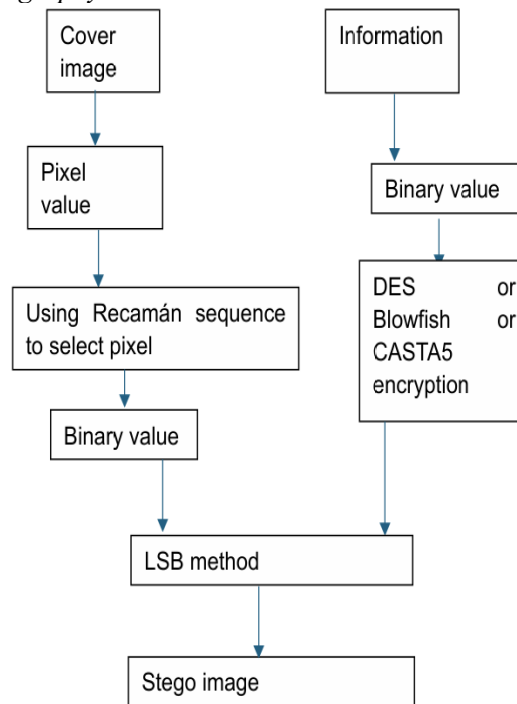 Cover
image
Information
Pixel
value
Binary value
Using Recamán sequence
to select pixel
DES or
Blowfish or
CASTA5
encryption
Binary value
LSB method
Stego image